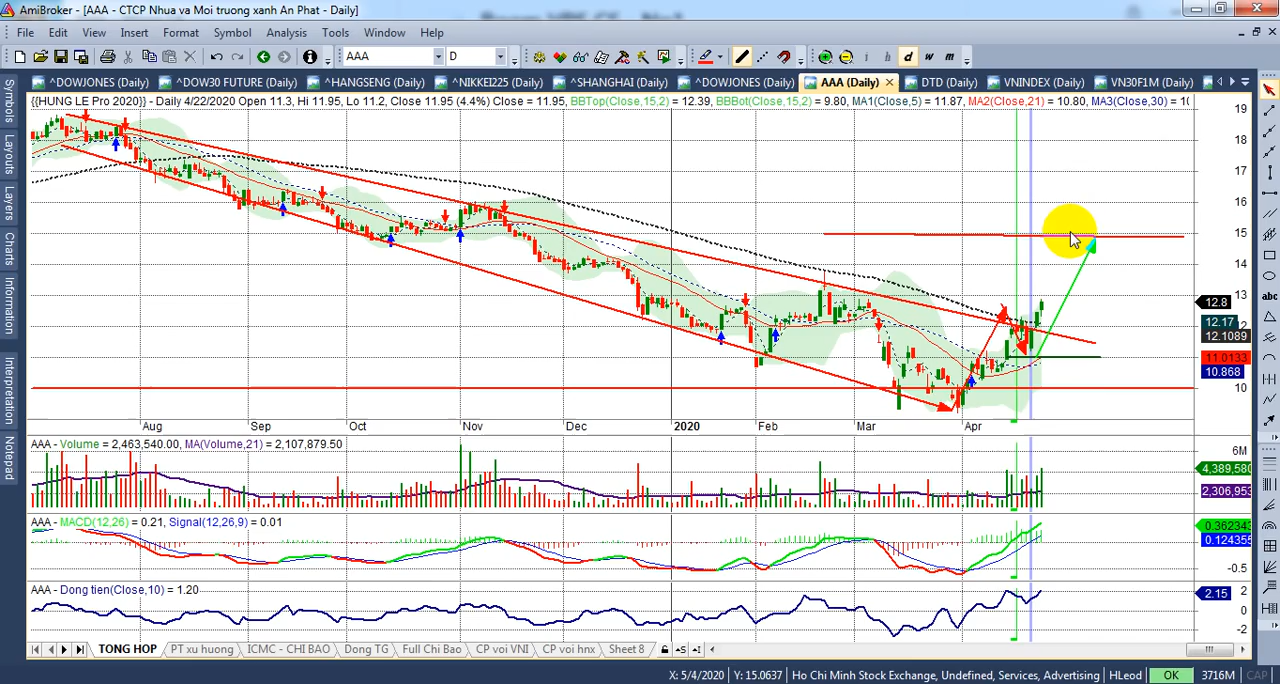 AmiBroker - [AAA - CTCP Nhua va Moi truong xanh An Phat - Daily]
File Edit View Insert Format Symbol Analysis Tools Window Help
AAA D i h d w m
^DOWJONES (Daily) ^DOW30 FUTURE (Daily) ^HANGSENG (Daily) ^NIKKEI225 (Daily) ^SHANGHAI (Daily) ^DOWJONES (Daily) AAA (Daily) DTD (Daily) VNINDEX (Daily) VN30F1M (Daily)
{{HUNG LE Pro 2020}} - Daily 4/22/2020 Open 11.3, Hi 11.95, Lo 11.2, Close 11.95 (4.4%) Close = 11.95, BBTop(Close,15,2) = 12.39, BBBot(Close,15,2) = 9.80, MA1(Close,5) = 11.87, MA2(Close,21) = 10.80, MA3(Close,30) = 1(
Symbols
Layouts
Layers
Charts
Information
Interpretation
Notepad
abc
19
18
17
16
15
14
13
12.8
12.17
12.1089
11.0133
10.868
10
Aug Sep Oct Nov Dec 2020 Feb Mar Apr
AAA - Volume = 2,463,540.00, MA(Volume,21) = 2,107,879.50
6M
4,389,580
2,306,953
AAA - MACD(12,26) = 0.21, Signal(12,26,9) = 0.01
0.362343
0.124355
-0.5
AAA - Dong tien(Close,10) = 1.20
2
2.15
0
-2
TONG HOP PT xu huong ICMC - CHI BAO Dong TG Full Chi Bao CP voi VNI CP voi hnx Sheet 8
X: 5/4/2020 Y: 15.0637 Ho Chi Minh Stock Exchange, Undefined, Services, Advertising HLeod OK 3716M CAP